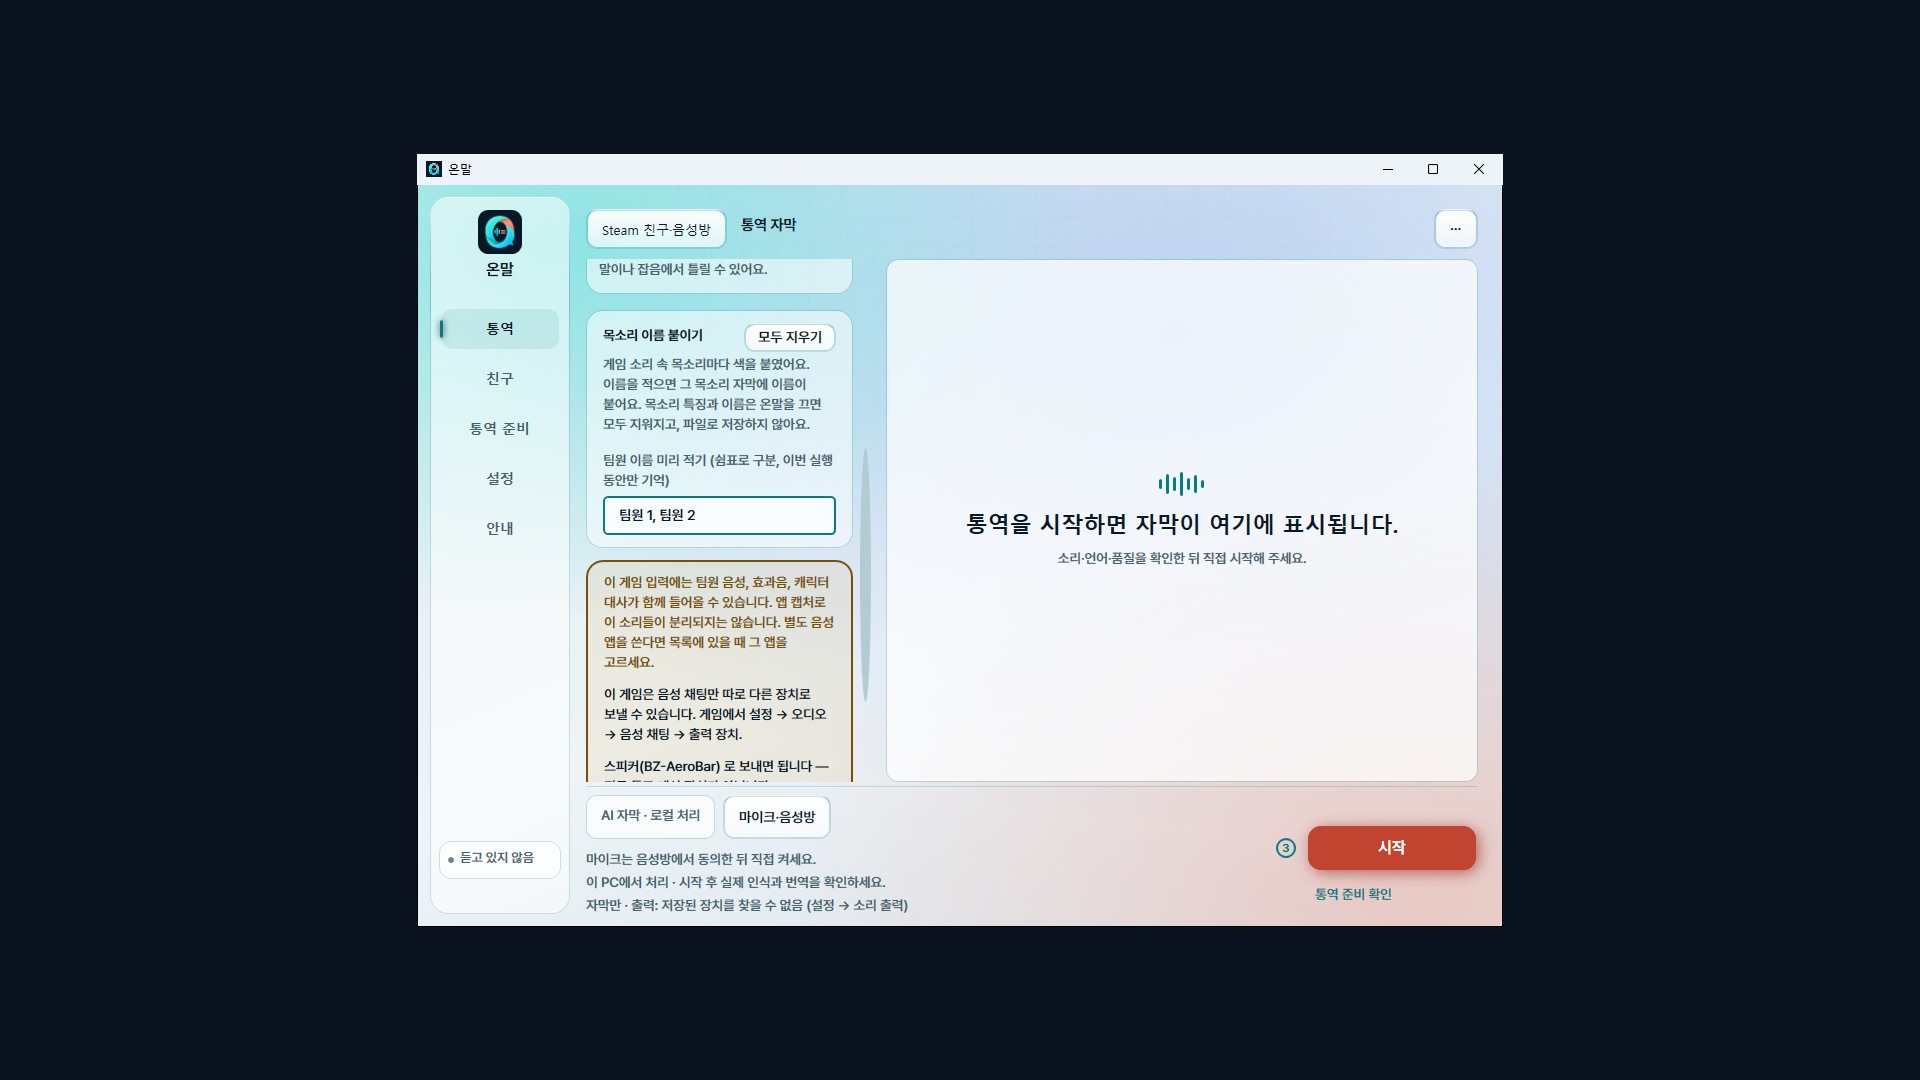 온말
온말
통역
친구
통역 준비
설정
안내
듣고 있지 않음
Steam 친구·음성방
통역 자막
...
말이나 잡음에서 틀릴 수 있어요.
목소리 이름 붙이기
모두 지우기
게임 소리 속 목소리마다 색을 붙였어요.
이름을 적으면 그 목소리 자막에 이름이
붙어요. 목소리 특징과 이름은 온말을 끄면
모두 지워지고, 파일로 저장하지 않아요.
팀원 이름 미리 적기 (쉼표로 구분, 이번 실행
동안만 기억)
팀원 1, 팀원 2
이 게임 입력에는 팀원 음성, 효과음, 캐릭터
대사가 함께 들어올 수 있습니다. 앱 캡처로
이 소리들이 분리되지는 않습니다. 별도 음성
앱을 쓴다면 목록에 있을 때 그 앱을
고르세요.
이 게임은 음성 채팅만 따로 다른 장치로
보낼 수 있습니다. 게임에서 설정 → 오디오
→ 음성 채팅 → 출력 장치.
스피커(BZ-AeroBar) 로 보내면 됩니다 —
통역을 시작하면 자막이 여기에 표시됩니다.
소리·언어·품질을 확인한 뒤 직접 시작해 주세요.
AI 자막 · 로컬 처리
마이크·음성방
마이크는 음성방에서 동의한 뒤 직접 켜세요.
이 PC에서 처리 · 시작 후 실제 인식과 번역을 확인하세요.
자막만 · 출력: 저장된 장치를 찾을 수 없음 (설정 → 소리 출력)
3
시작
통역 준비 확인